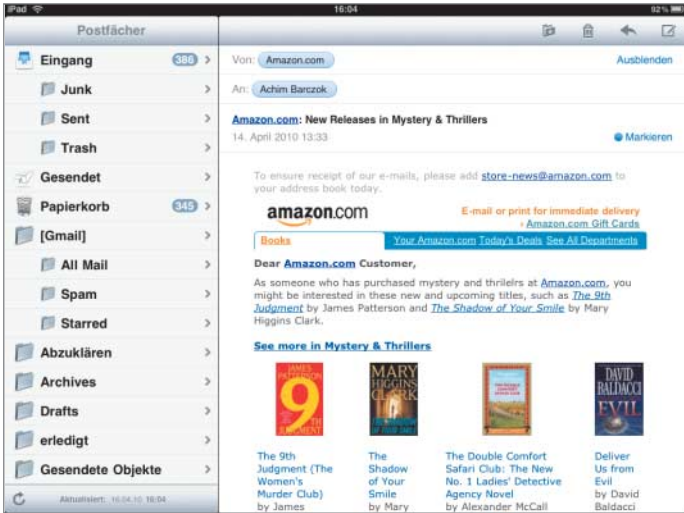 iPad 16:04 92%
Postfächer
Eingang 386
Junk
Sent
Trash
Gesendet
Papierkorb 345
[Gmail]
All Mail
Spam
Starred
Abzuklären
Archives
Drafts
erledigt
Gesendete Objekte
Aktualisiert: 16.04.10 16:04
Von: Amazon.com Ausblenden
An: Achim Barczok
Amazon.com: New Releases in Mystery & Thrillers
14. April 2010 13:33 Markieren
To ensure receipt of our e-mails, please add store-news@amazon.com to
your address book today.
amazon.com
E-mail or print for immediate delivery
› Amazon.com Gift Cards
Books Your Amazon.com Today's Deals See All Departments
Dear Amazon.com Customer,
As someone who has purchased mystery and thrilelrs at Amazon.com, you
might be interested in these new and upcoming titles, such as The 9th
Judgment by James Patterson and The Shadow of Your Smile by Mary
Higgins Clark.
See more in Mystery & Thrillers
JAMES
PATTERSON
9TH
JUDGMENT
MARY
HIGGINS
CLARK
DAVID
BALDACCI
EVIL
The 9th
Judgment (The
Women's
Murder Club)
by James
The
Shadow
of Your
Smile
by Mary
The Double Comfort
Safari Club: The New
No. 1 Ladies' Detective
Agency Novel
by Alexander McCall
Deliver
Us from
Evil
by David
Baldacci